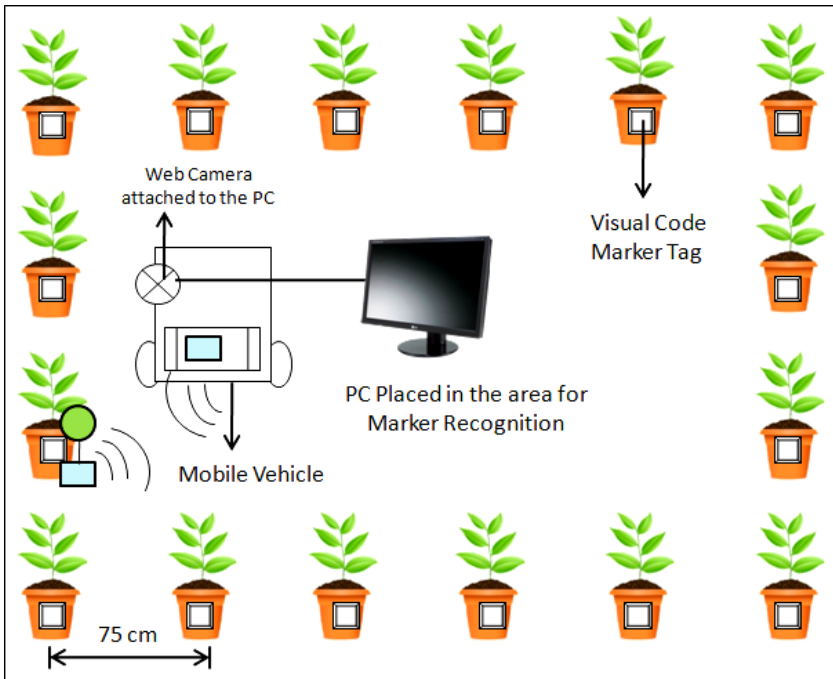 Web Camera
attached to the PC
Visual Code
Marker Tag
PC Placed in the area for
Marker Recognition
Mobile Vehicle
75 cm